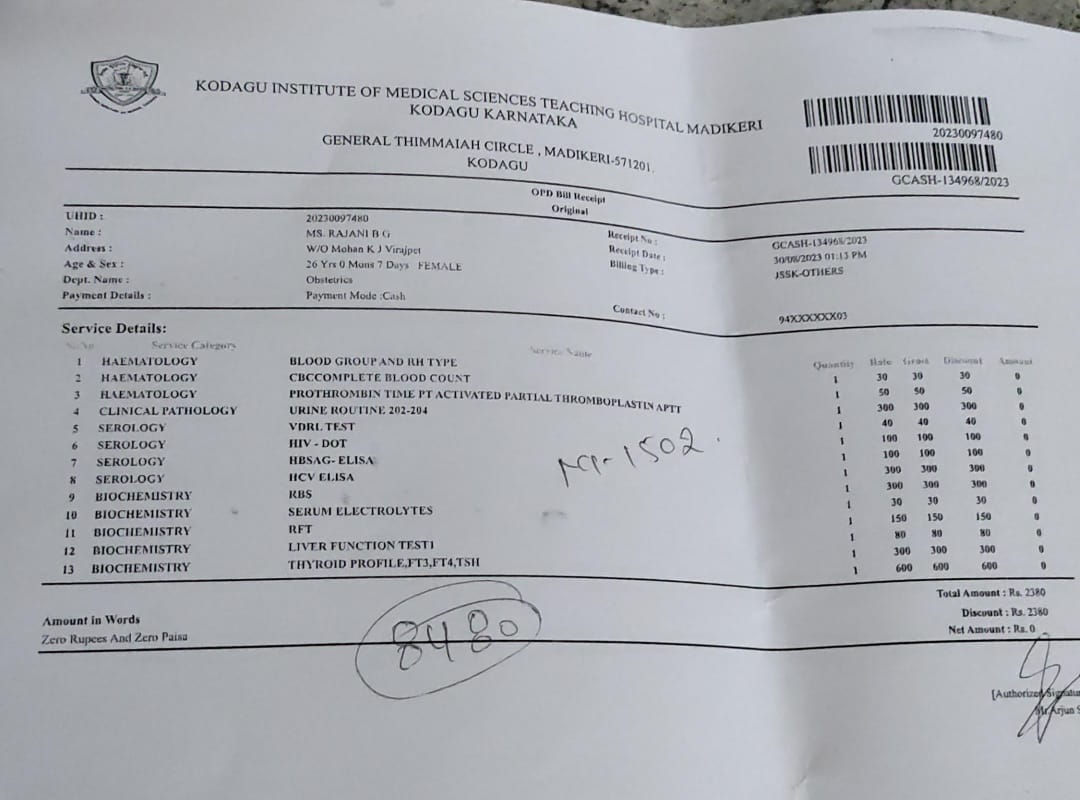 KODAGU INSTITUTE OF MEDICAL SCIENCES TEACHING HOSPITAL MADIKERI
KODAGU KARNATAKA
GENERAL THIMMAIAH CIRCLE , MADIKERI-571201.
KODAGU
20230097480
GCASH-134968/2023
OPD Bill Receipt
Original
UHID : 20230097480 Receipt No : GCASH-134968/2023
Name : MS. RAJANI B G Receipt Date : 30/08/2023 01:13 PM
Address : W/O Mohan K J Virajpet Billing Type : JSSK-OTHERS
Age & Sex : 26 Yrs 0 Mons 7 Days FEMALE
Dept. Name : Obstetrics
Payment Details : Payment Mode :Cash Contact No : 94XXXXXX03
Service Details:
Service Category Service Name Quantity Rate Gross Discount Amount
1 HAEMATOLOGY BLOOD GROUP AND RH TYPE 1 30 30 30 0
2 HAEMATOLOGY CBCCOMPLETE BLOOD COUNT 1 50 50 50 0
3 HAEMATOLOGY PROTHROMBIN TIME PT ACTIVATED PARTIAL THROMBOPLASTIN APTT 1 300 300 300 0
4 CLINICAL PATHOLOGY URINE ROUTINE 202-204 1 40 40 40 0
5 SEROLOGY VDRL TEST 1 100 100 100 0
6 SEROLOGY HIV - DOT 1 100 100 100 0
7 SEROLOGY HBSAG- ELISA 1 300 300 300 0
8 SEROLOGY HCV ELISA 1 300 300 300 0
9 BIOCHEMISTRY RBS 1 30 30 30 0
10 BIOCHEMISTRY SERUM ELECTROLYTES 1 150 150 150 0
11 BIOCHEMISTRY RFT 1 80 80 80 0
12 BIOCHEMISTRY LIVER FUNCTION TEST1 1 300 300 300 0
13 BIOCHEMISTRY THYROID PROFILE,FT3,FT4,TSH 1 600 600 600 0
1502
Total Amount : Rs. 2380
Discount : Rs. 2380
Net Amount : Rs. 0
Amount in Words
Zero Rupees And Zero Paisa
8480
[Authorized Signatu
Mr.Arjun S